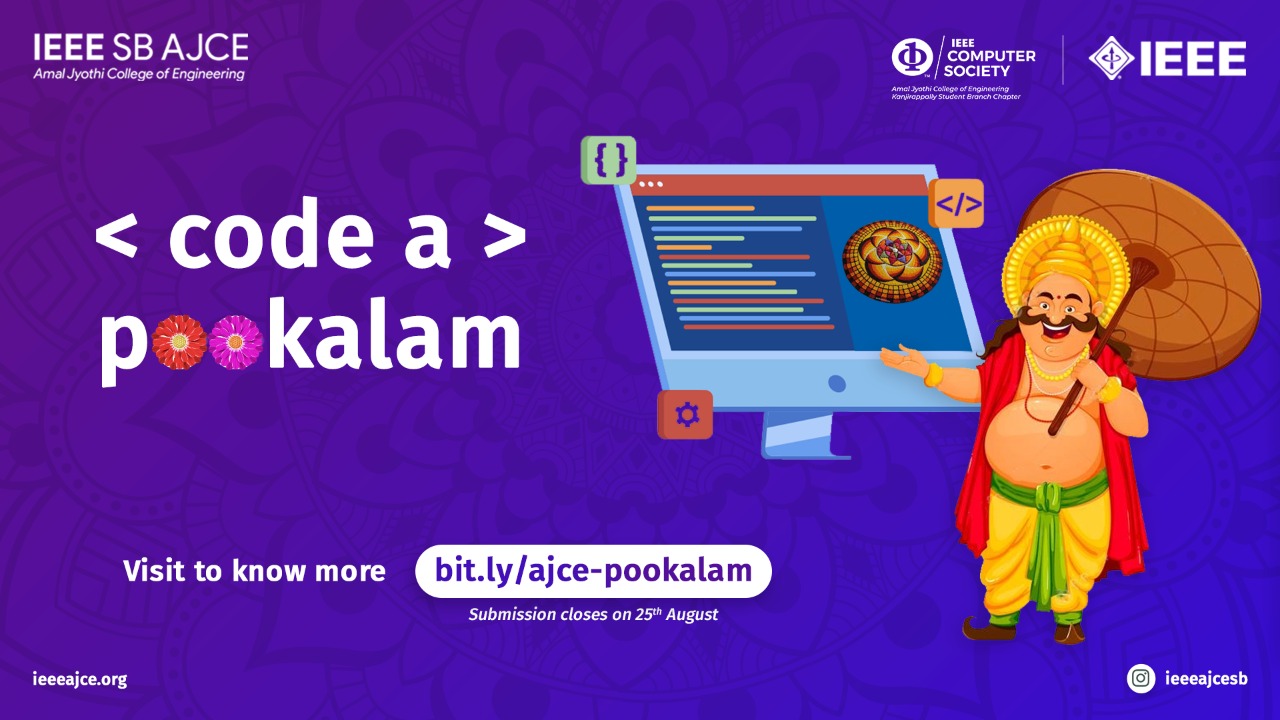 IEEE SB AJCE
Amal Jyothi College of Engineering
IEEE
COMPUTER
SOCIETY
Amal Jyothi College of Engineering
Kanjirappally Student Branch Chapter
IEEE
{ }
</>
< code a >
pookalam
Visit to know more bit.ly/ajce-pookalam
Submission closes on 25th August
ieeeajce.org
ieeeajcesb